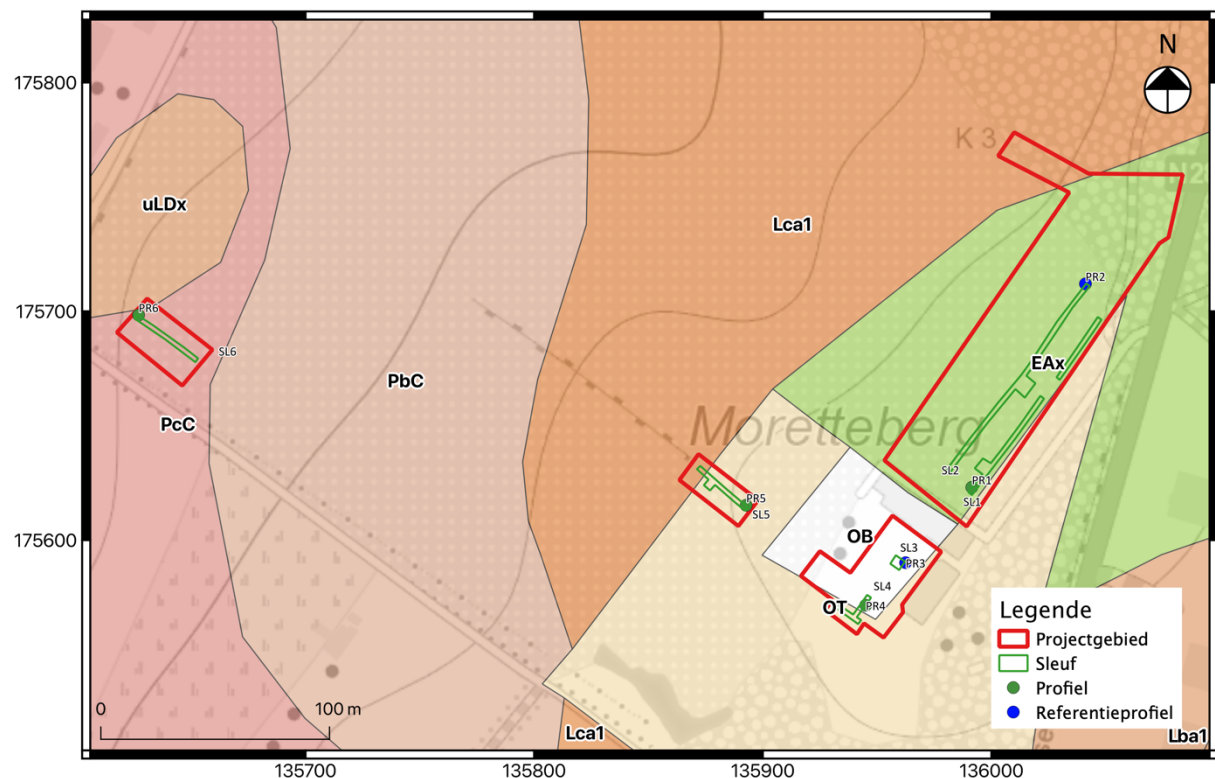 N
175800
175700
175600
K 3
N2
uLDx
Lca1
PR2
PR6
SL6
PbC
EAx
PcC
Moretteberg
SL2
PR1
SL1
PR5
SL5
OB
SL3
PR3
SL4
OT
PR4
Legende
Projectgebied
Sleuf
Profiel
Referentieprofiel
0
100 m
Lca1
Lba1
135700
135800
135900
136000